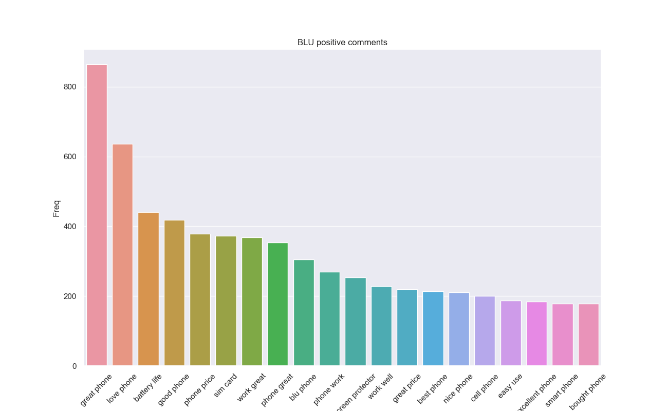 BLU positive comments
800
600
400
200
0
Freq
great phone
love phone
battery life
good phone
phone price
sim card
work great
phone great
blu phone
phone work
reen protector
work well
great price
best phone
nice phone
cell phone
easy use
xcellent phone
smart phone
bought phone